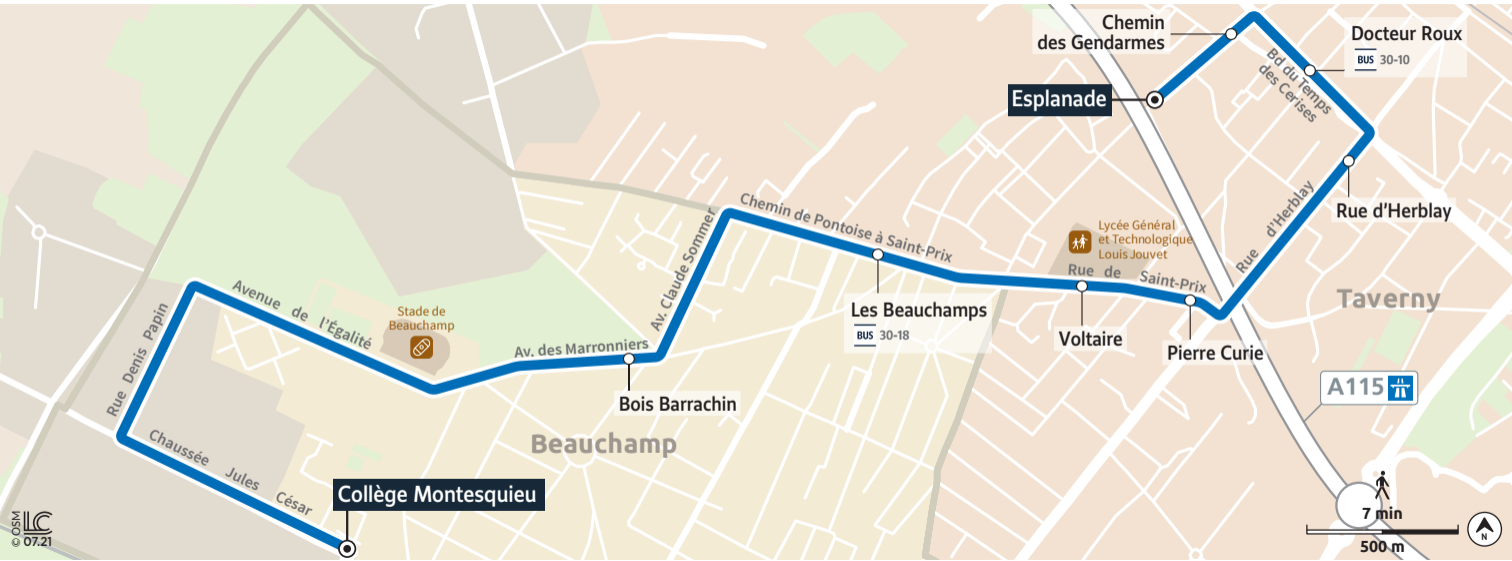 Chemin
des Gendarmes
Docteur Roux
BUS 30-10
Bd du Temps
des Cerises
Esplanade
Rue d'Herblay
Rue d'Herblay
Chemin de Pontoise à Saint-Prix
Av. Claude Sommer
Lycée Général
et Technologique
Louis Jouvet
Rue de Saint-Prix
Les Beauchamps
BUS 30-18
Voltaire
Pierre Curie
Taverny
A115
Rue Denis Papin
Avenue de l'Égalité
Stade de
Beauchamp
Av. des Marronniers
Bois Barrachin
Beauchamp
Chaussée Jules César
Collège Montesquieu
© OSM
LC
07.21
7 min
500 m
N